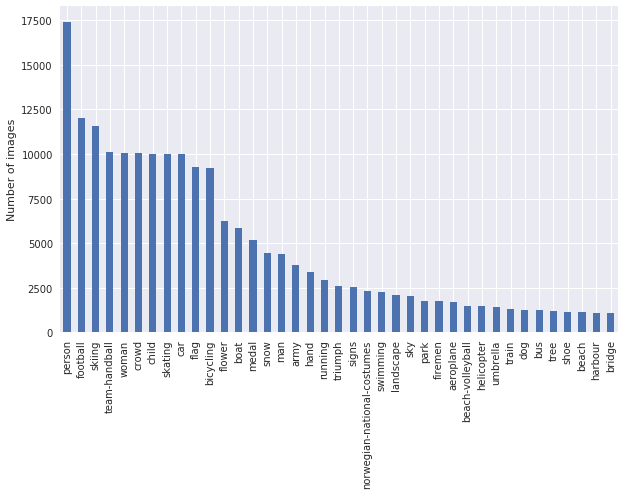 17500
15000
12500
10000
7500
5000
2500
0
Number of images
person
football
skiing
team-handball
woman
crowd
child
skating
car
flag
bicycling
flower
boat
medal
snow
man
army
hand
running
triumph
signs
norwegian-national-costumes
swimming
landscape
sky
park
firemen
aeroplane
beach-volleyball
helicopter
umbrella
train
dog
bus
tree
shoe
beach
harbour
bridge